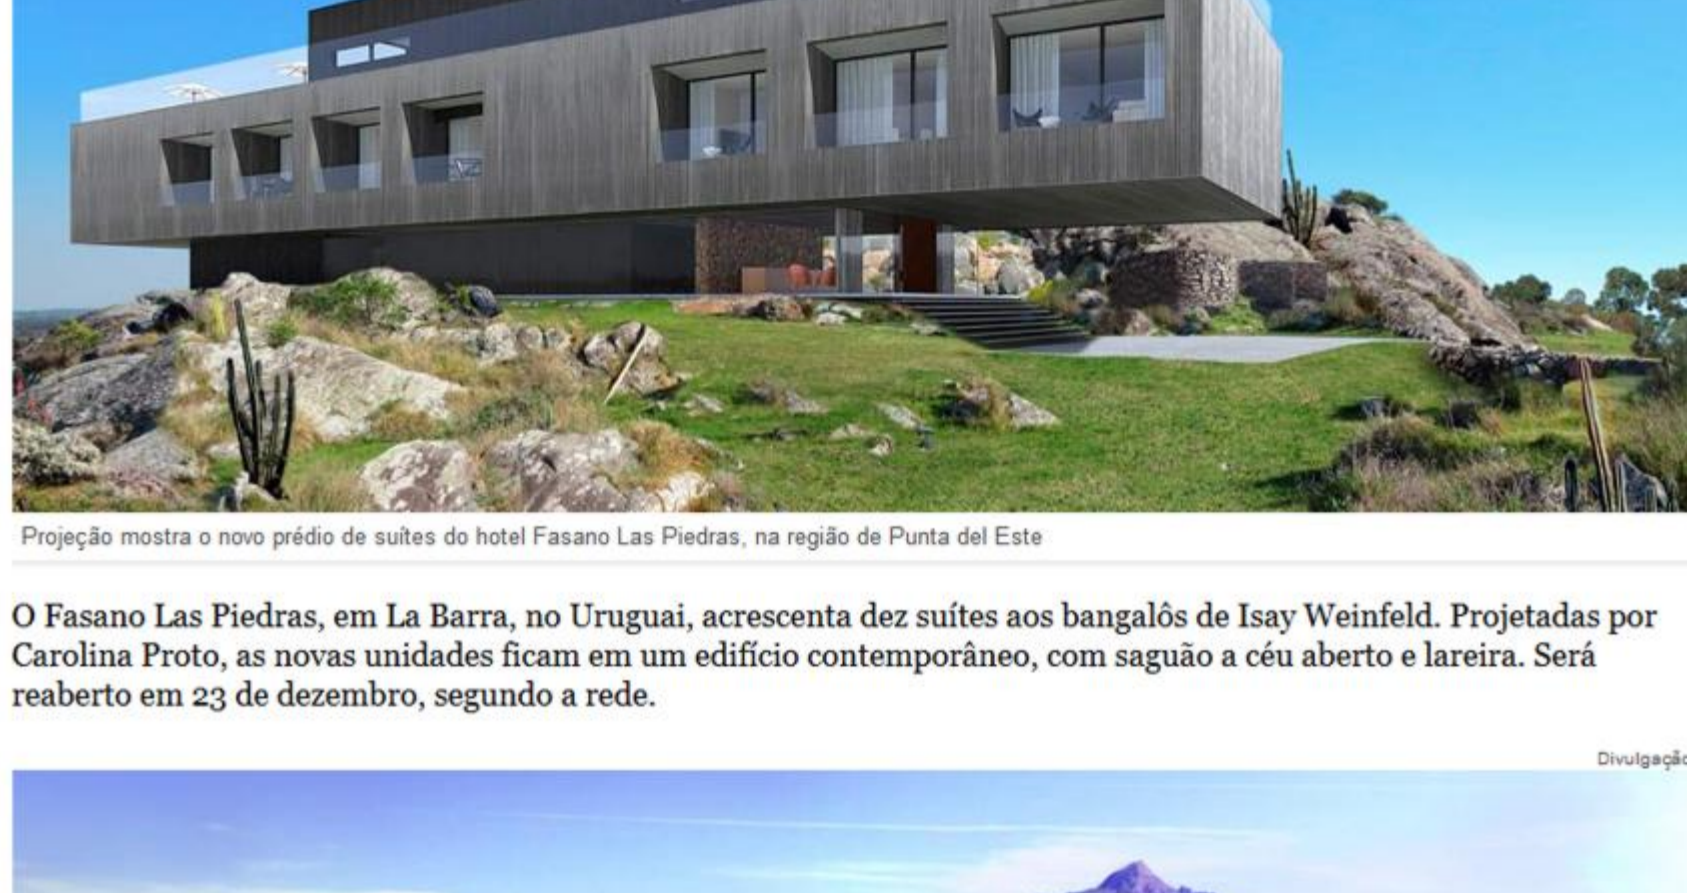 Projeção mostra o novo prédio de suítes do hotel Fasano Las Piedras, na região de Punta del Este
O Fasano Las Piedras, em La Barra, no Uruguai, acrescenta dez suítes aos bangalôs de Isay Weinfeld. Projetadas por
Carolina Proto, as novas unidades ficam em um edifício contemporâneo, com saguão a céu aberto e lareira. Será
reaberto em 23 de dezembro, segundo a rede.
Divulgação